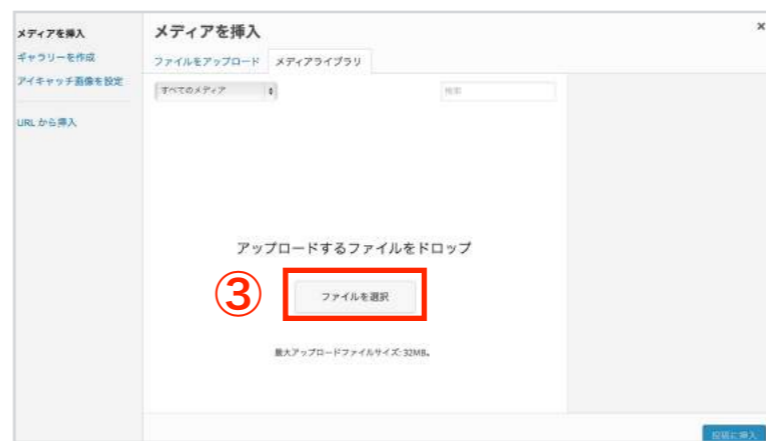 メディアを挿入
ギャラリーを作成
アイキャッチ画像を設定
URL から挿入
メディアを挿入
×
ファイルをアップロード メディアライブラリ
すべてのメディア 検索
アップロードするファイルをドロップ
③ ファイルを選択
最大アップロードファイルサイズ: 32MB。
投稿に挿入